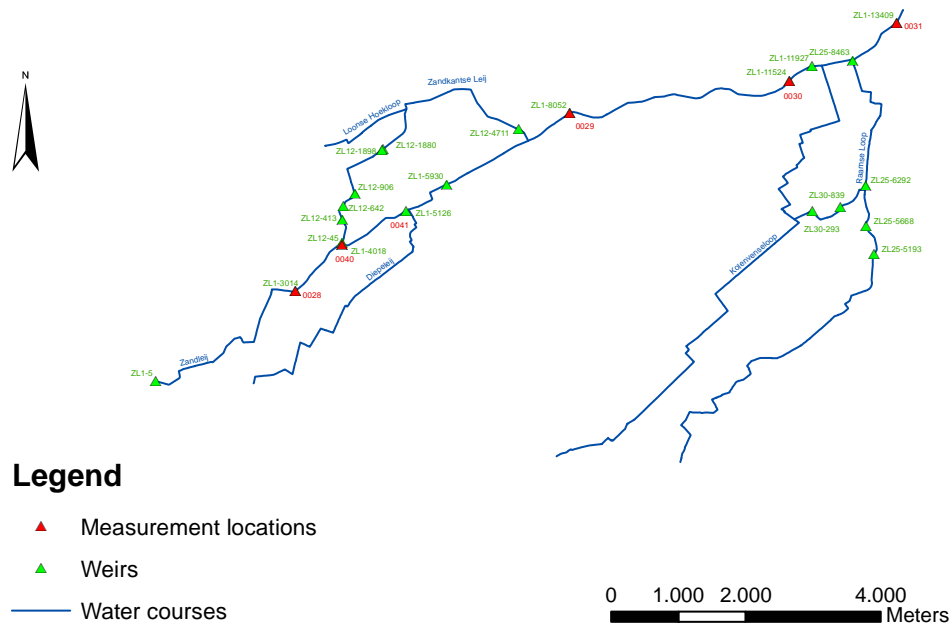 ZL1-13409
0031
ZL1-11927
ZL25-8463
ZL1-11524
0030
N
Zandkantse Leij
Loonse Hoekloop
ZL1-8052
0029
ZL12-4711
ZL12-1898
ZL12-1880
Raamse Loop
ZL1-5930
ZL25-6292
ZL12-906
ZL30-839
ZL12-642
ZL1-5126
ZL12-413
0041
ZL30-293
ZL25-5668
ZL12-45
ZL1-4018
0040
ZL25-5193
Diepeleij
Kolenvenseloop
ZL1-3014
0028
Zandleij
ZL1-5
Legend
Measurement locations
Weirs
Water courses
0 1.000 2.000 4.000
Meters